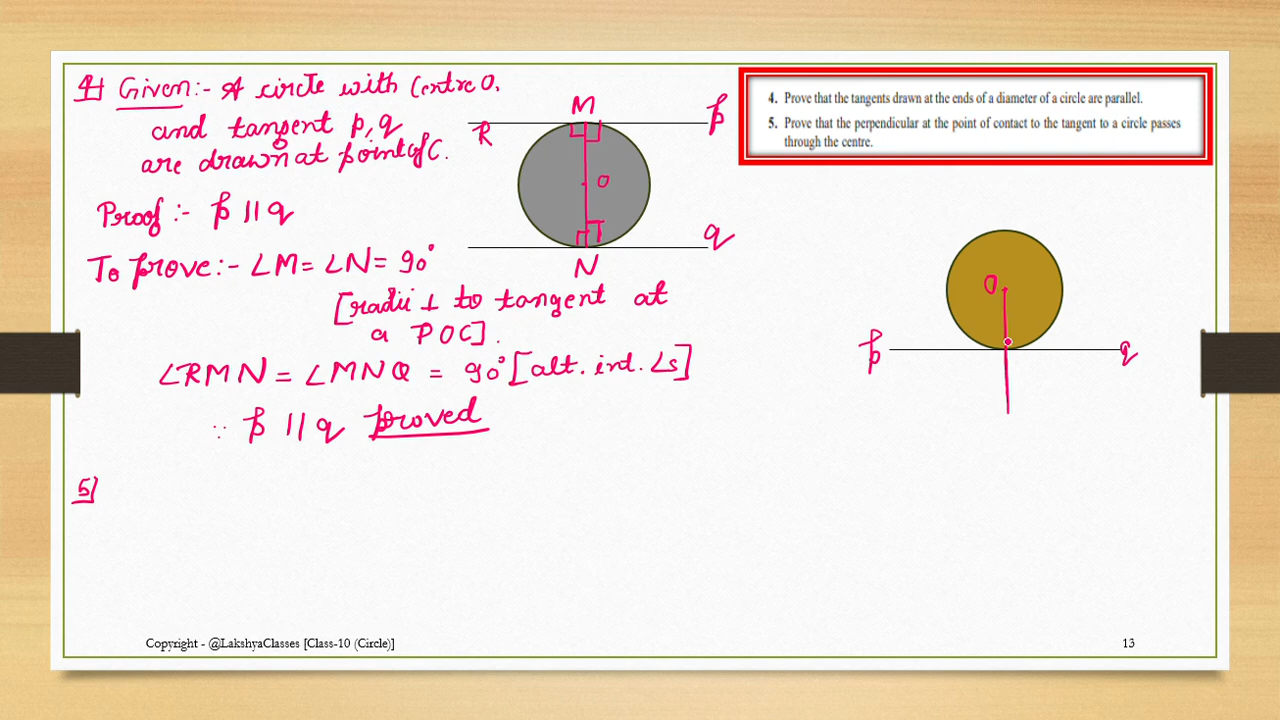 4] Given:- A circle with Centre O,
and tangent p, q
are drawn at point of C.
Proof :- p || q
To prove:- ∠M = ∠N = 90°
[radii ⊥ to tangent at
a POC].
∠RMN = ∠MNQ = 90° [alt. int. ∠s]
∵ p || q proved
5]
M
R
p
O
T
q
N
4. Prove that the tangents drawn at the ends of a diameter of a circle are parallel.
5. Prove that the perpendicular at the point of contact to the tangent to a circle passes
through the centre.
O
p
q
Copyright - @LakshyaClasses [Class-10 (Circle)]
13